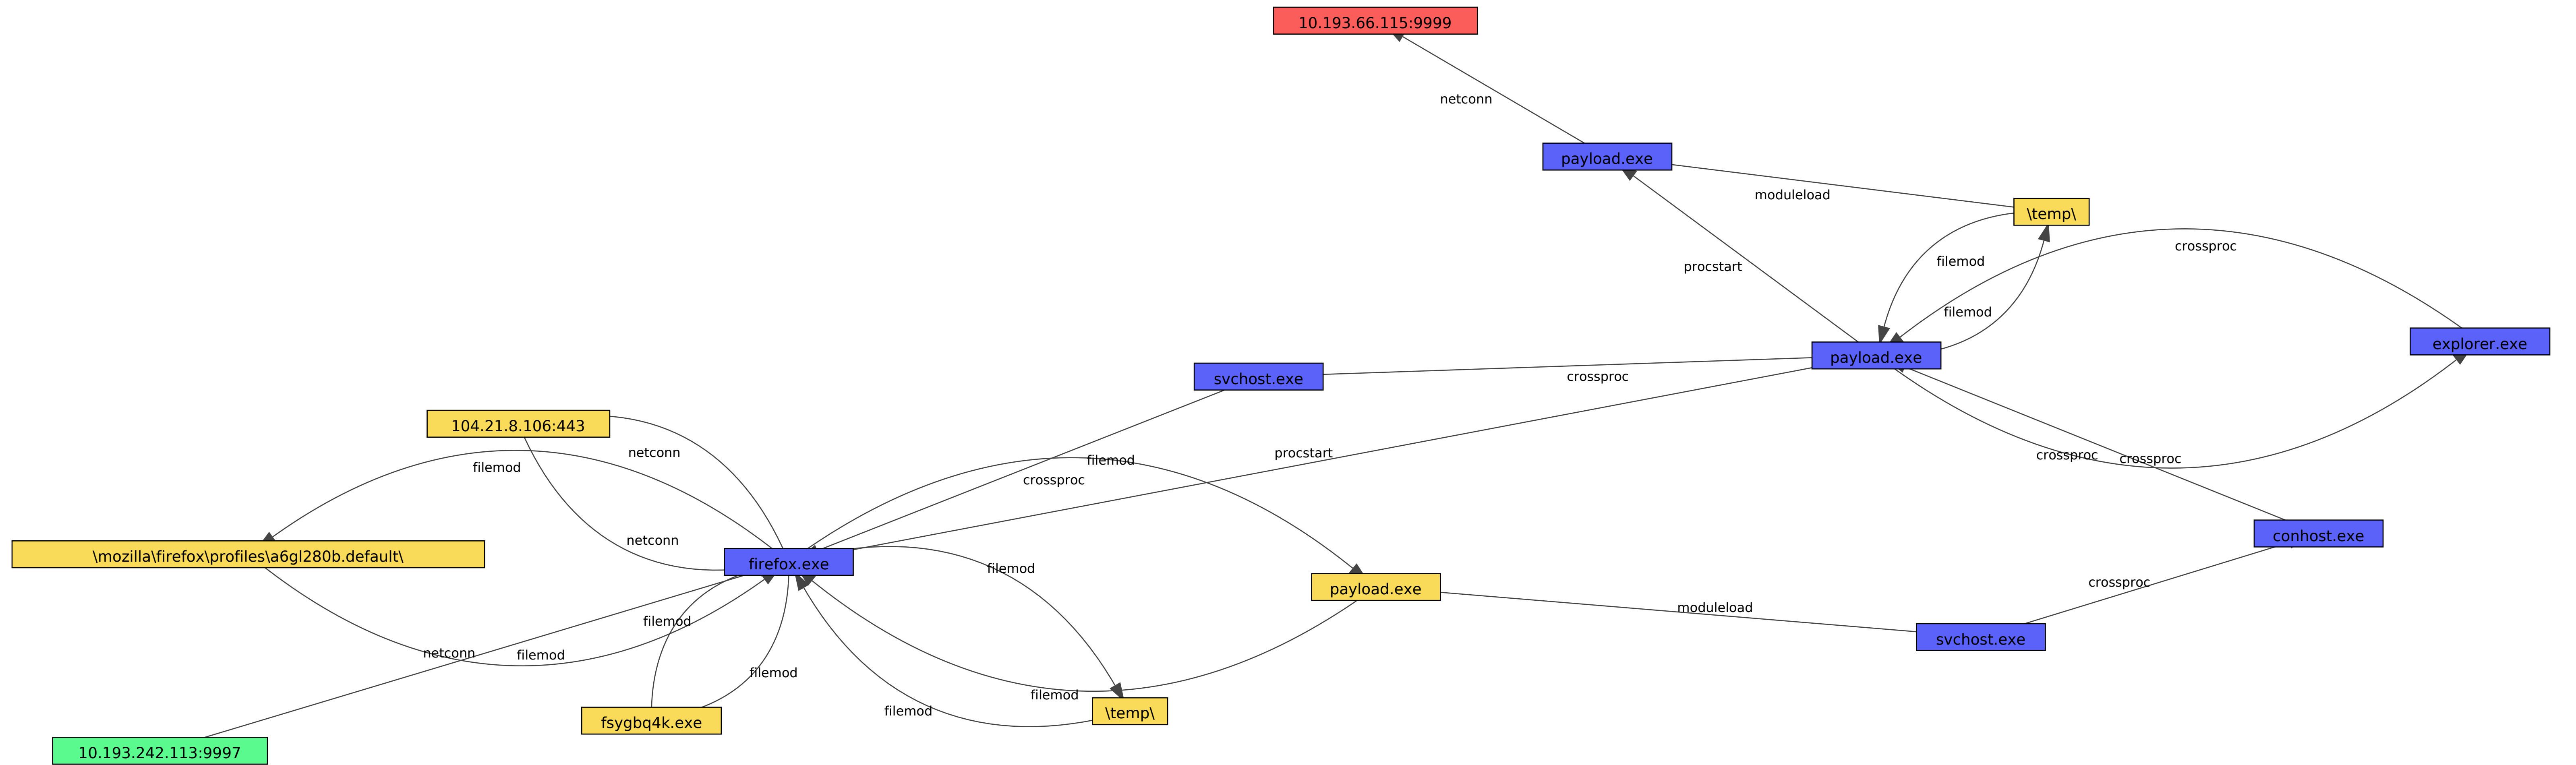 10.193.66.115:9999
netconn
payload.exe
moduleload
\temp\
crossproc
filemod
procstart
filemod
explorer.exe
payload.exe
svchost.exe
crossproc
104.21.8.106:443
netconn
procstart
filemod
crossproc
crossproc
filemod
crossproc
conhost.exe
netconn
\mozilla\firefox\profiles\a6gl280b.default\
firefox.exe
filemod
crossproc
payload.exe
moduleload
filemod
svchost.exe
netconn
filemod
filemod
filemod
filemod
\temp\
fsygbq4k.exe
10.193.242.113:9997